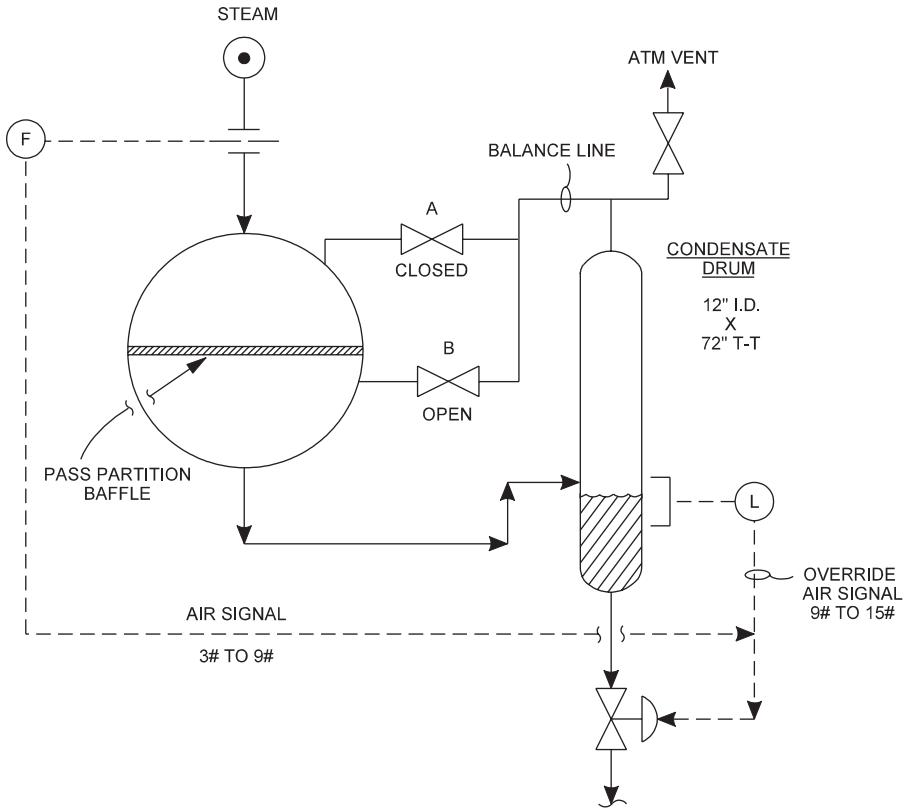 STEAM
ATM VENT
F
BALANCE LINE
A
CLOSED
CONDENSATE
DRUM
12" I.D.
X
72" T-T
B
OPEN
PASS PARTITION
BAFFLE
L
OVERRIDE
AIR SIGNAL
9# TO 15#
AIR SIGNAL
3# TO 9#